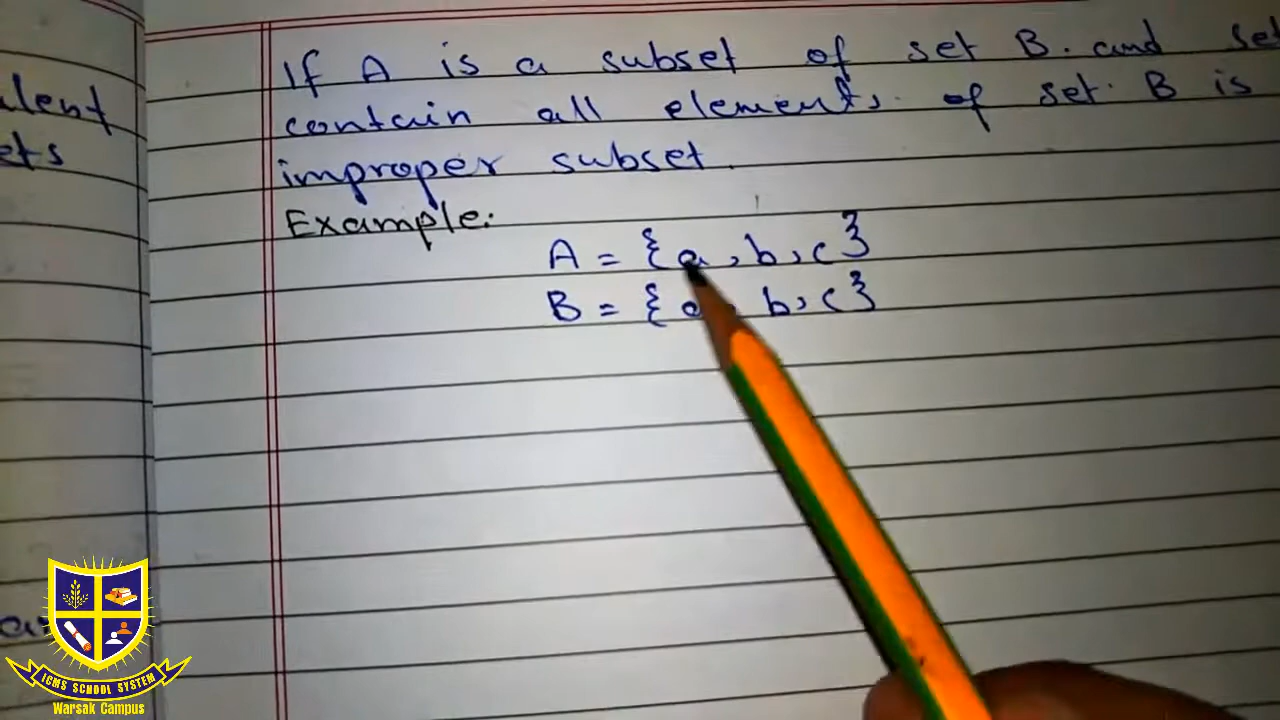 If A is a subset of set B. and set
contain all elements. of set. B is
improper subset.
Example:
A = {a, b, c}
B = {a, b, c}
ICMS SCHOOL SYSTEM
Warsak Campus